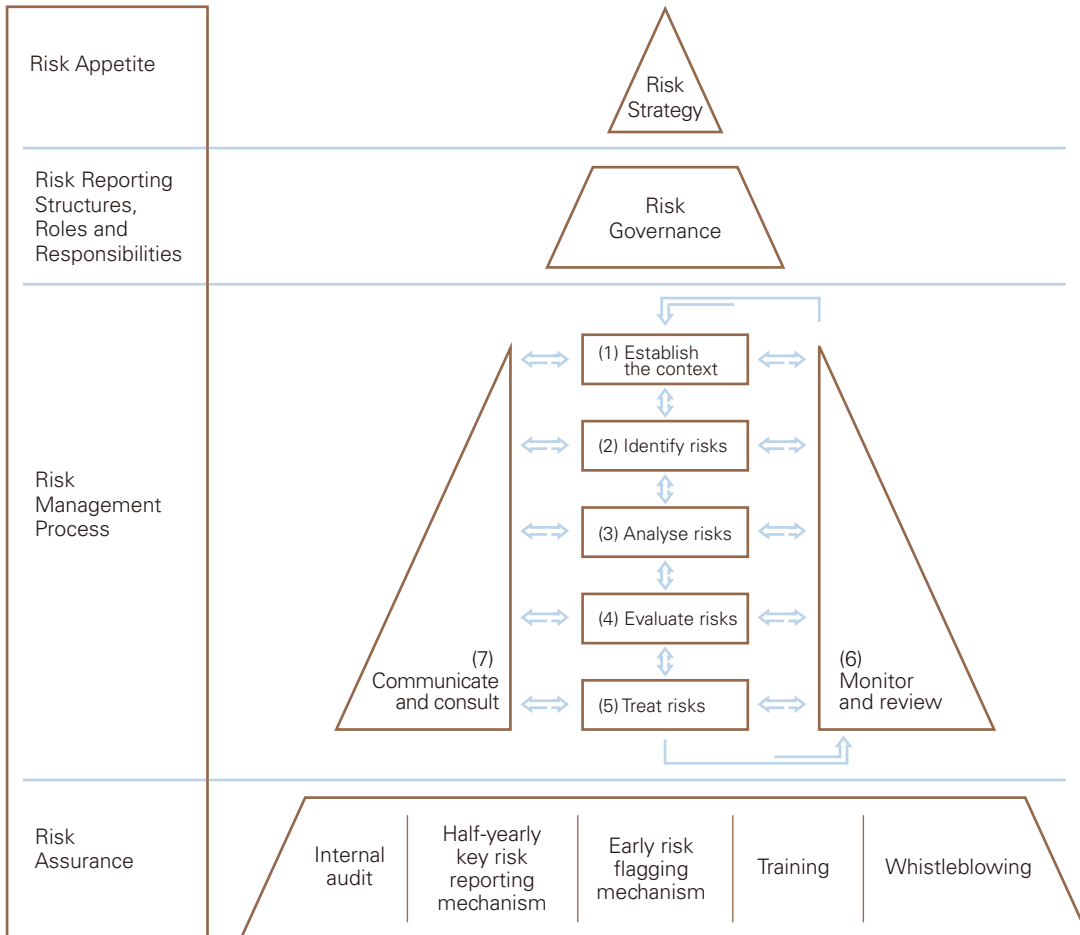 Risk Appetite
Risk
Strategy
Risk Reporting
Structures,
Roles and
Responsibilities
Risk
Governance
Risk
Management
Process
(1) Establish
the context
(2) Identify risks
(3) Analyse risks
(4) Evaluate risks
(5) Treat risks
(7)
Communicate
and consult
(6)
Monitor
and review
Risk
Assurance
Internal
audit
Half-yearly
key risk
reporting
mechanism
Early risk
flagging
mechanism
Training
Whistleblowing